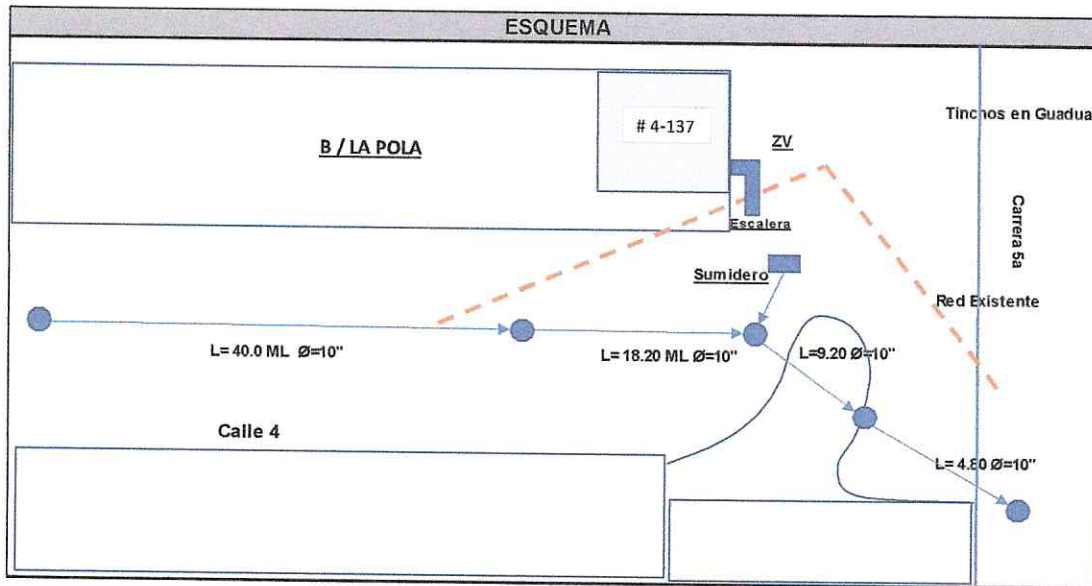 ESQUEMA
Tinchos en Guadua
# 4-137
B / LA POLA
ZV
Escalera
Carrera 5a
Sumidero
Red Existente
L= 40.0 ML Ø=10"
L= 18.20 ML Ø=10"
L=9.20 Ø=10"
Calle 4
L= 4.80 Ø=10"